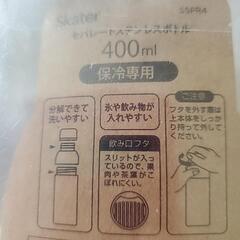 Skater
SSPR4
セパレートステンレスボトル
400ml
保冷専用
分解できて
洗いやすい
氷や飲み物が
入れやすい
飲み口フタ
スリットが入っ
ているので、果
肉や茶葉がこ
ぼれにくい。
ご注意
フタを外す際は
上本体をしっか
り持って外して
ください。